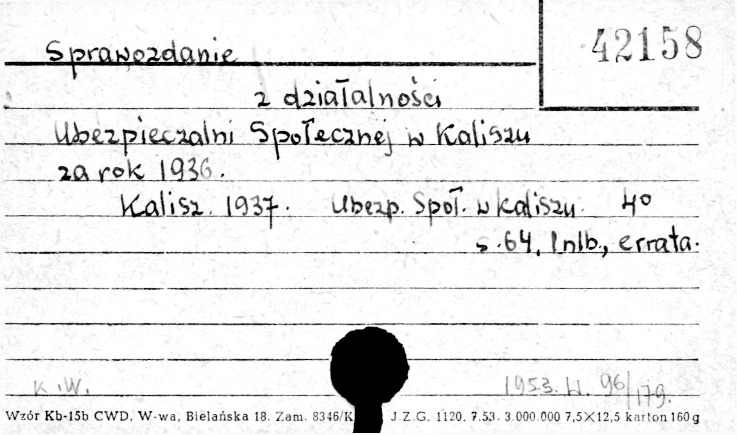 42158
Sprawozdanie
z działalności
Ubezpieczalni Społecznej w Kaliszu
za rok 1936.
Kalisz. 1937. Ubezp. Społ. w Kaliszu. 4º
s. 64, 1nlb., errata.
K.W. 1953. W. 96/179.
Wzór Kb-15b CWD, W-wa, Bielańska 18. Zam. 8346/K J Z.G. 1120. 7.53. 3.000.000 7,5×12,5 karton 160 g